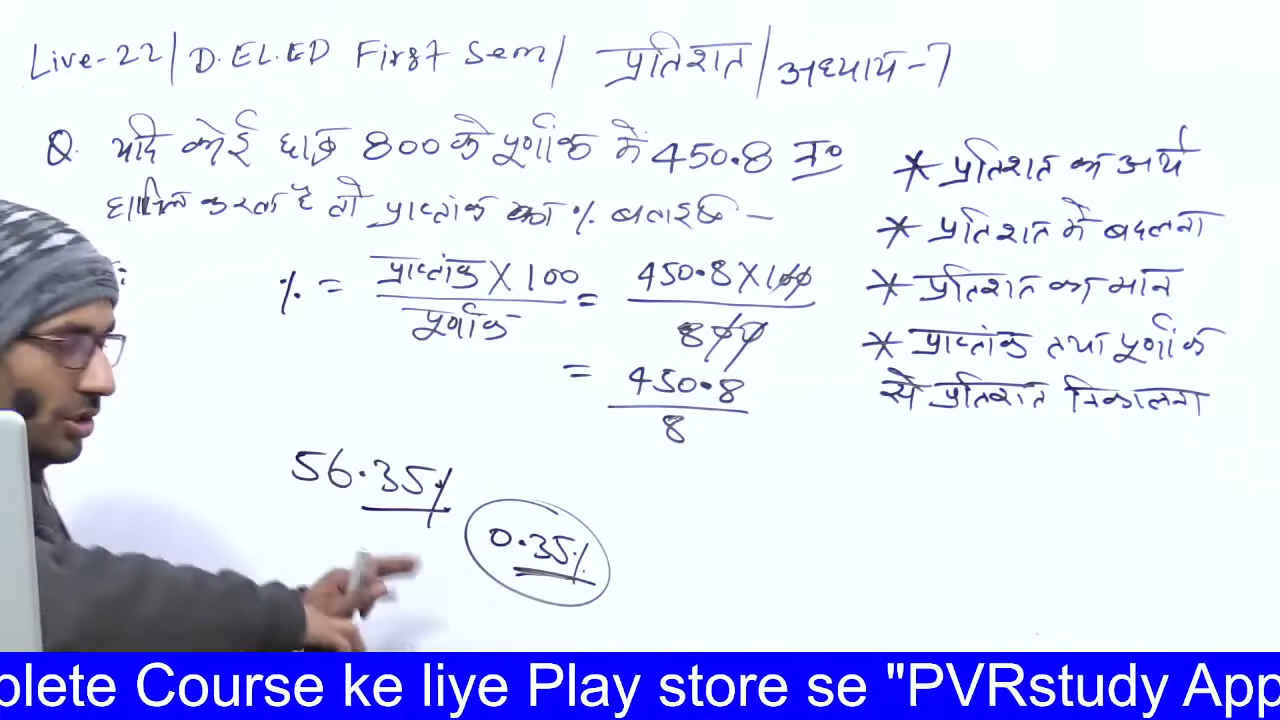 Live-22/ D.EL.ED First Sem/ प्रतिशत/ अध्याय-7
Q. यदि कोई छात्र 800 के पूर्णांक में 450.8 न०
हासिल करता है तो प्राप्तांक का % बताइए -
% = प्राप्तांक X 100 / पूर्णांक = 450.8 X 100 / 800
= 450.8 / 8
56.35%
0.35%
* प्रतिशत का अर्थ
* प्रतिशत में बदलना
* प्रतिशत का मान
* प्राप्तांक तथा पूर्णांक
से प्रतिशत निकालना
plete Course ke liye Play store se "PVRstudy App